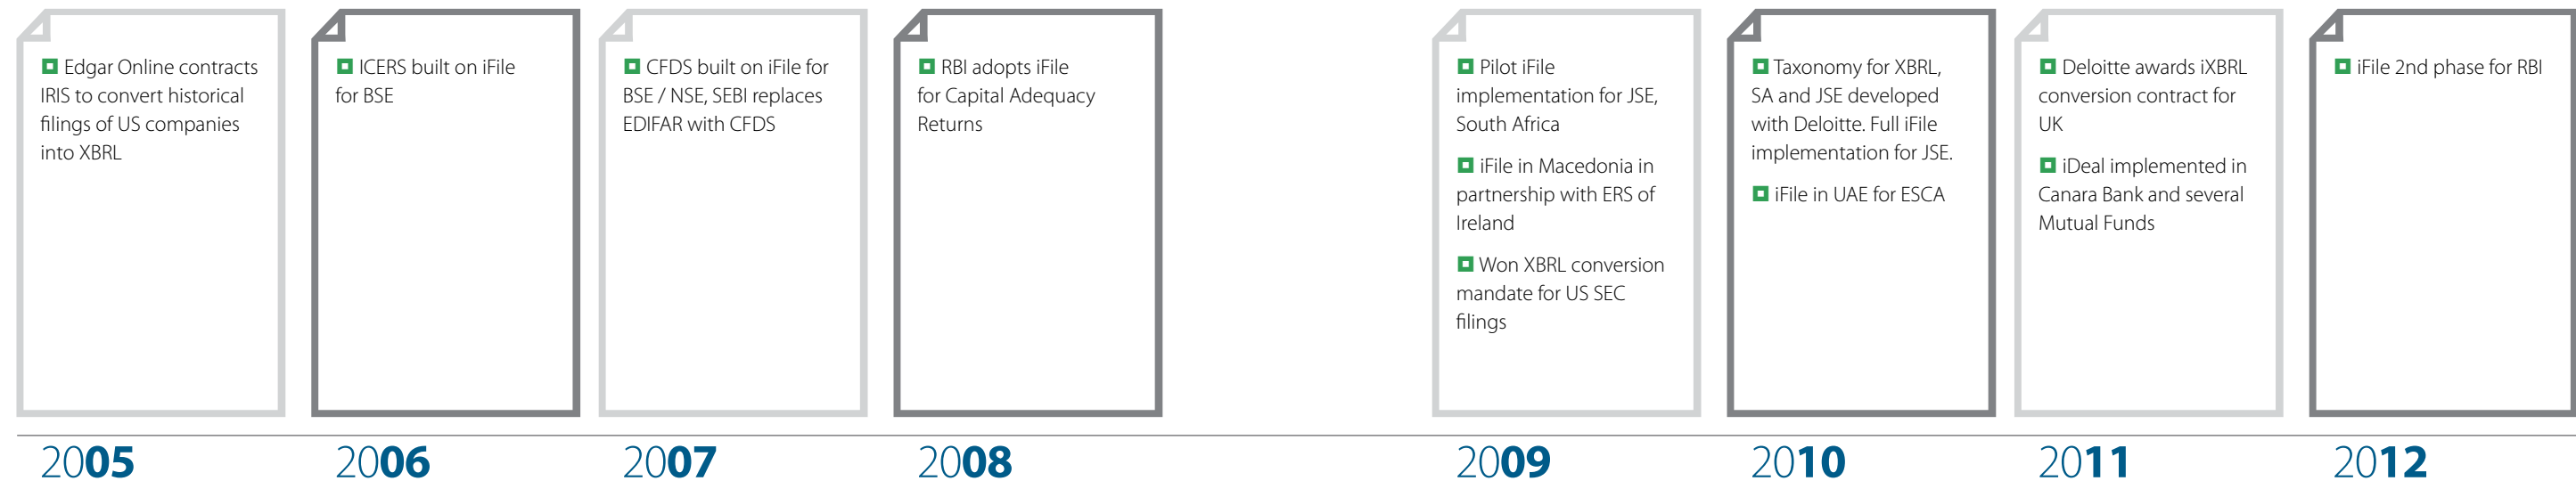 Edgar Online contracts
IRIS to convert historical
filings of US companies
into XBRL
2005
ICERS built on iFile
for BSE
2006
CFDS built on iFile for
BSE / NSE, SEBI replaces
EDIFAR with CFDS
2007
RBI adopts iFile
for Capital Adequacy
Returns
2008
Pilot iFile
implementation for JSE,
South Africa
iFile in Macedonia in
partnership with ERS of
Ireland
Won XBRL conversion
mandate for US SEC
filings
2009
Taxonomy for XBRL,
SA and JSE developed
with Deloitte. Full iFile
implementation for JSE.
iFile in UAE for ESCA
2010
Deloitte awards iXBRL
conversion contract for
UK
iDeal implemented in
Canara Bank and several
Mutual Funds
2011
iFile 2nd phase for RBI
2012